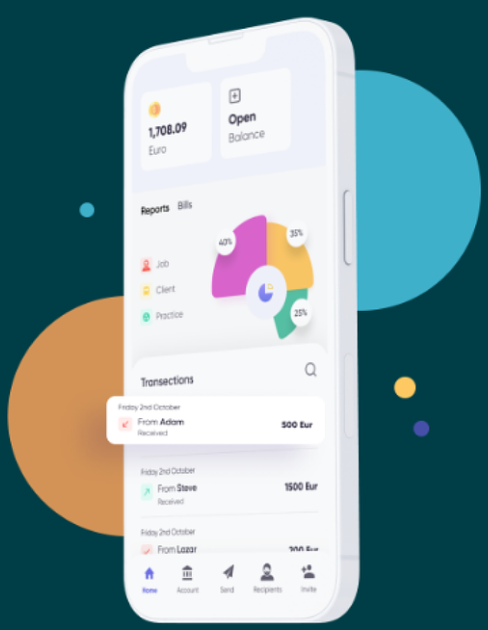 1,708.09
Euro
Open
Balance
Reports Bills
40%
35%
Job
Client
Practice
25%
Transections
Friday 2nd October
From Adam
Received
500 Eur
Friday 2nd October
From Steve
Received
1500 Eur
Friday 2nd October
From Lazar
200 Eur
Home Account Send Recipients Invite